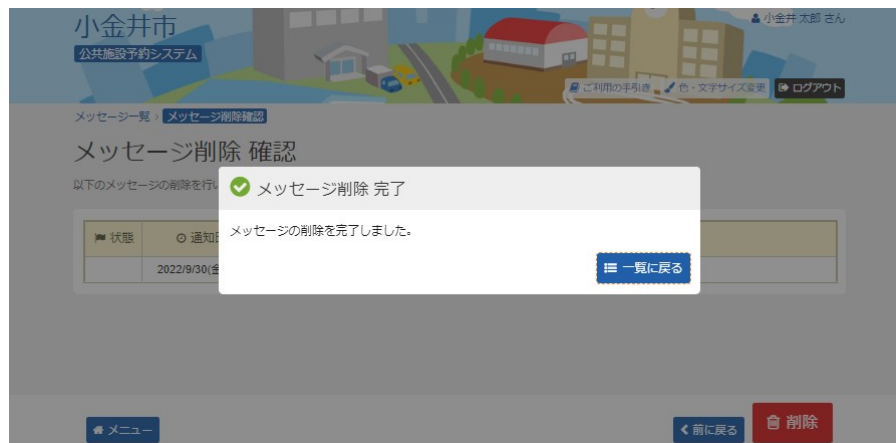 小金井市
公共施設予約システム
小金井 太郎 さん
ご利用の手引き
色・文字サイズ変更
ログアウト
メッセージ一覧 › メッセージ削除確認
メッセージ削除 確認
以下のメッセージの削除を行い
メッセージ削除 完了
メッセージの削除を完了しました。
一覧に戻る
状態 通知日
2022/9/30(金
メニュー
前に戻る
削除